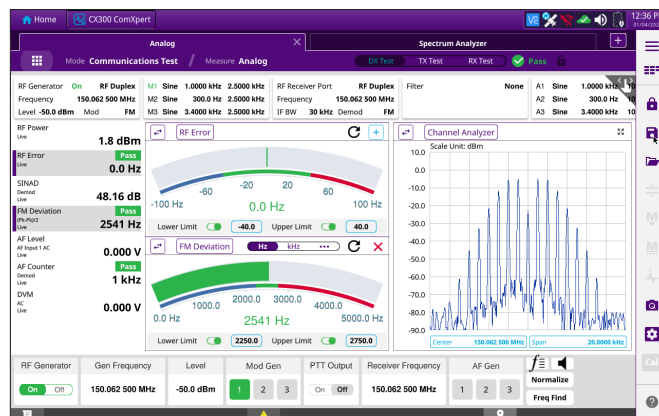 Home
CX300 ComXpert
12:36 P
01/04/202
Analog
Spectrum Analyzer
Mode Communications Test / Measure Analog
DX Test TX Test RX Test
Pass
RF Generator On RF Duplex
Frequency 150.062 500 MHz
Level -50.0 dBm Mod FM
M1 Sine 1.0000 kHz 2.5000 kHz
M2 Sine 300.0 Hz 2.5000 kHz
M3 Sine 3.4000 kHz 2.5000 kHz
RF Receiver Port RF Duplex
Frequency 150.062 500 MHz
IF BW 30 kHz Demod FM
Filter None
A1 Sine 1.0000 kHz
A2 Sine 300.0 Hz 10
A3 Sine 3.4000 kHz 10
RF Power
Live
1.8 dBm
RF Error Pass
Live
0.0 Hz
SINAD
Demod
Live
48.16 dB
FM Deviation Pass
(Pk-Pk)/2
Live
2541 Hz
AF Level
AF Input 1 AC
Live
0.000 V
AF Counter Pass
Demod
Live
1 kHz
DVM
AC
Live
0.000 V
RF Error
-100 Hz -60 -20 20 60 100 Hz
0.0 Hz
Lower Limit -40.0 Upper Limit 40.0
FM Deviation Hz kHz •••
0.0 Hz 1000.0 2000.0 3000.0 4000.0 5000.0 Hz
2541 Hz
Lower Limit 2250.0 Upper Limit 2750.0
Channel Analyzer
Scale Unit: dBm
10.0
0.0
-10.0
-20.0
-30.0
-40.0
-50.0
-60.0
-70.0
-80.0
-90.0
Center 150.062 500 MHz Span 20.0000 kHz
M
M
Cal
RF Generator
On Off
Gen Frequency
150.062 500 MHz
Level
-50.0 dBm
Mod Gen
1 2 3
PTT Output
On Off
Receiver Frequency
150.062 500 MHz
AF Gen
1 2 3
Normalize
Freq Find